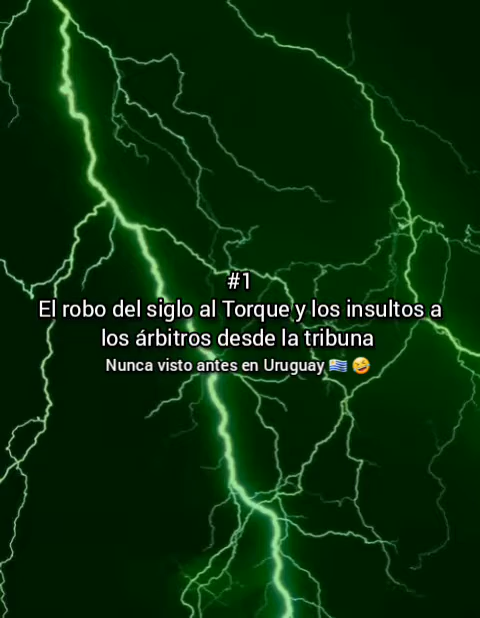 #1
El robo del siglo al Torque y los insultos a
los árbitros desde la tribuna
Nunca visto antes en Uruguay 🇺🇾 🤣